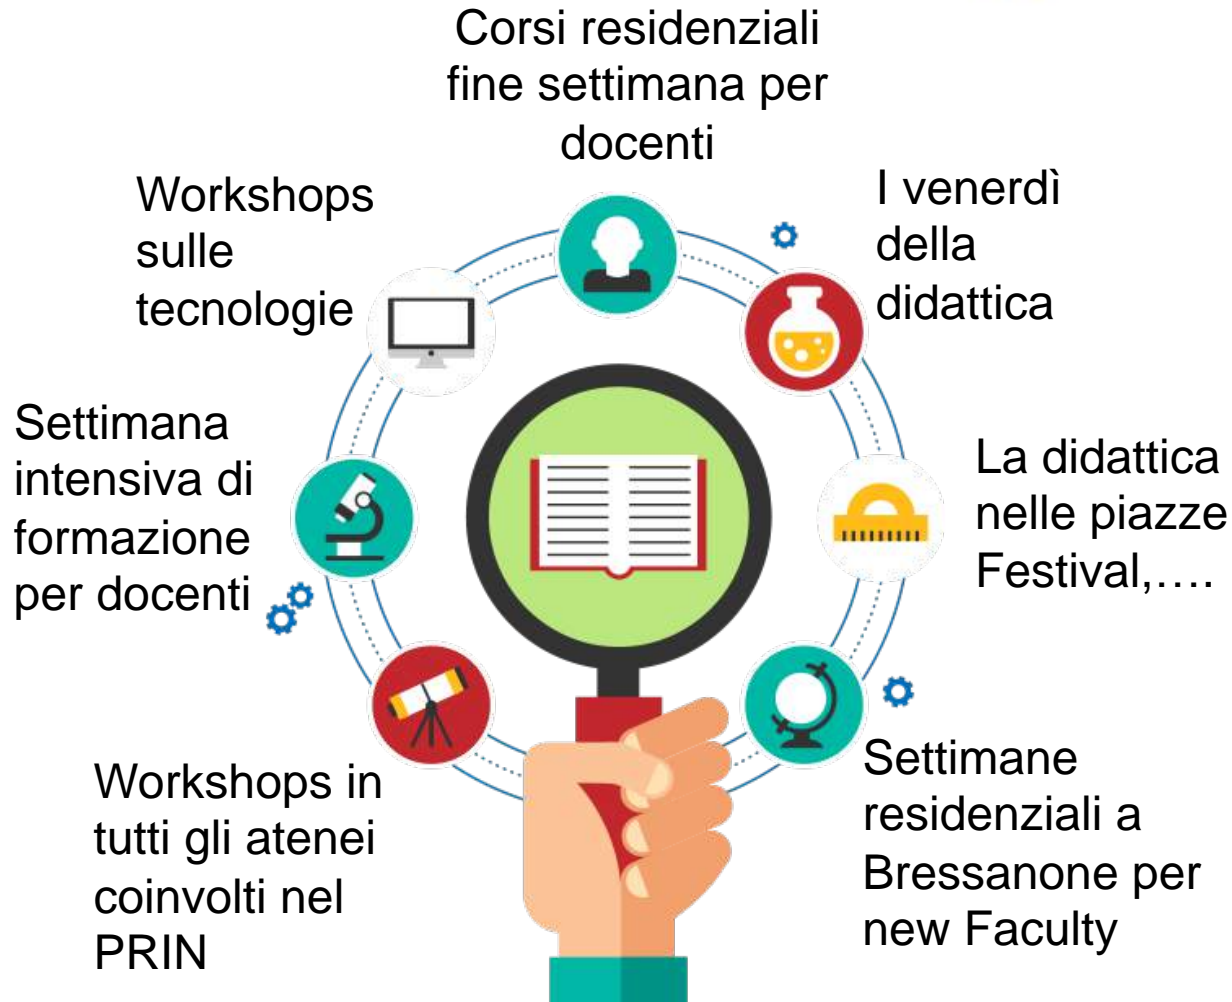 Corsi residenziali
fine settimana per
docenti
Workshops
sulle
tecnologie
I venerdì
della
didattica
Settimana
intensiva di
formazione
per docenti
La didattica
nelle piazze
Festival,….
Workshops in
tutti gli atenei
coinvolti nel
PRIN
Settimane
residenziali a
Bressanone per
new Faculty